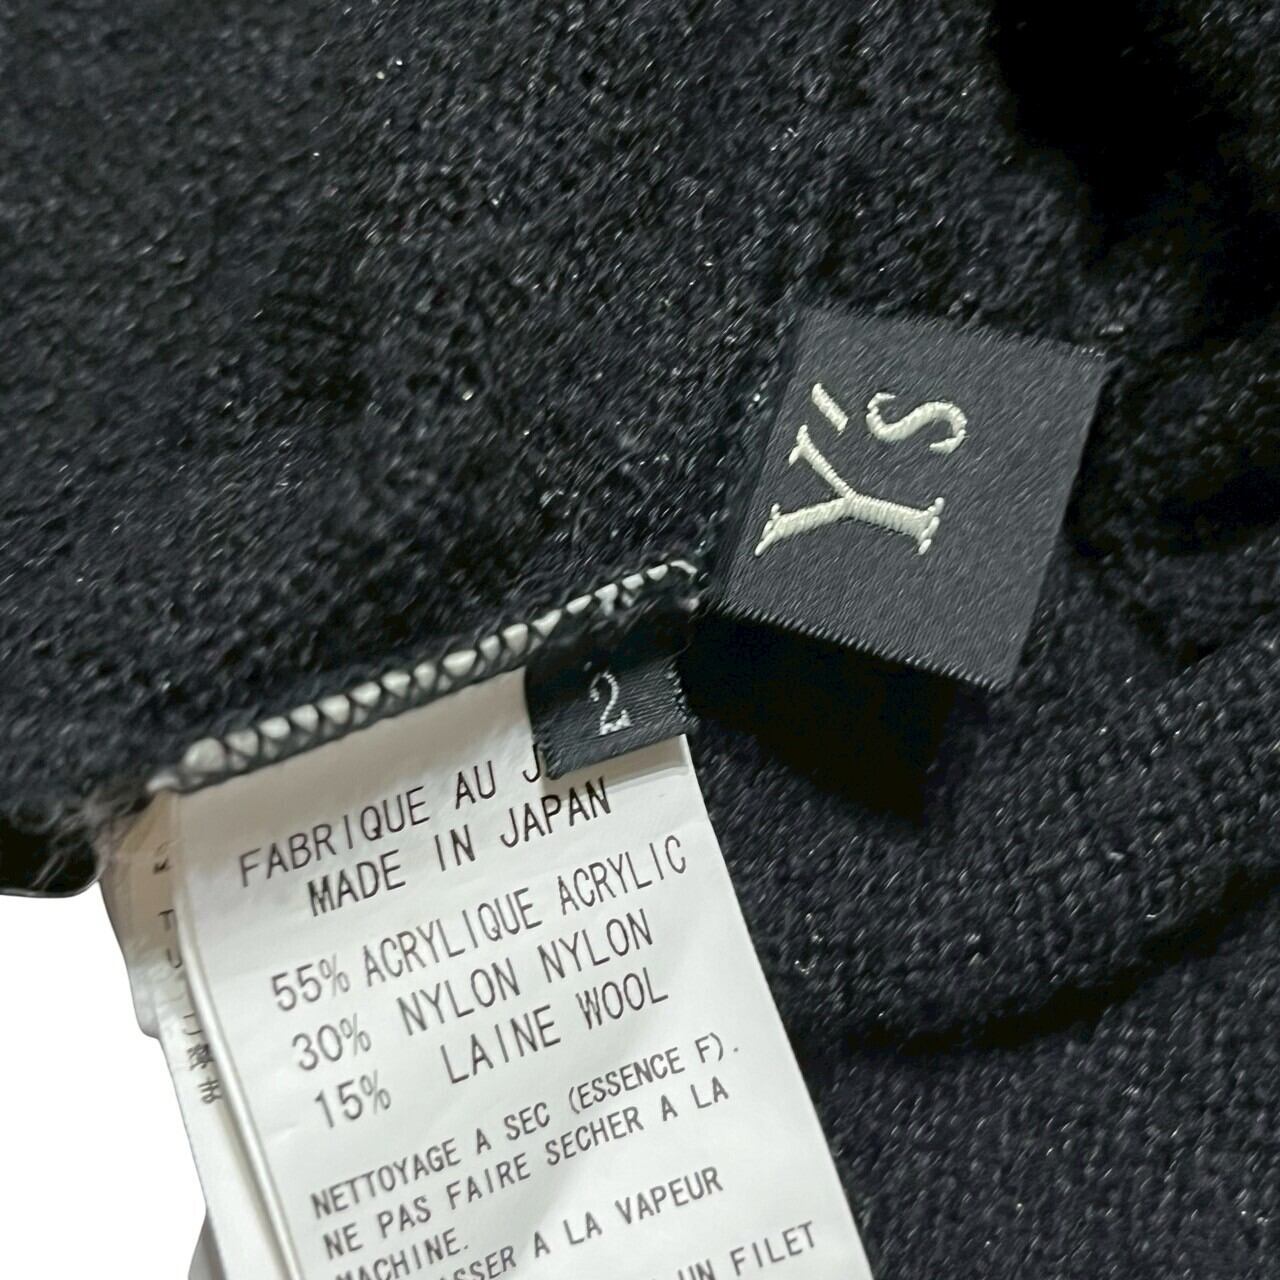 Y's
2
FABRIQUE AU J
MADE IN JAPAN
55% ACRYLIQUE ACRYLIC
30% NYLON NYLON
15% LAINE WOOL
NETTOYAGE A SEC (ESSENCE F).
NE PAS FAIRE SECHER A LA
MACHINE.
SSER A LA VAPEUR
UN FILET